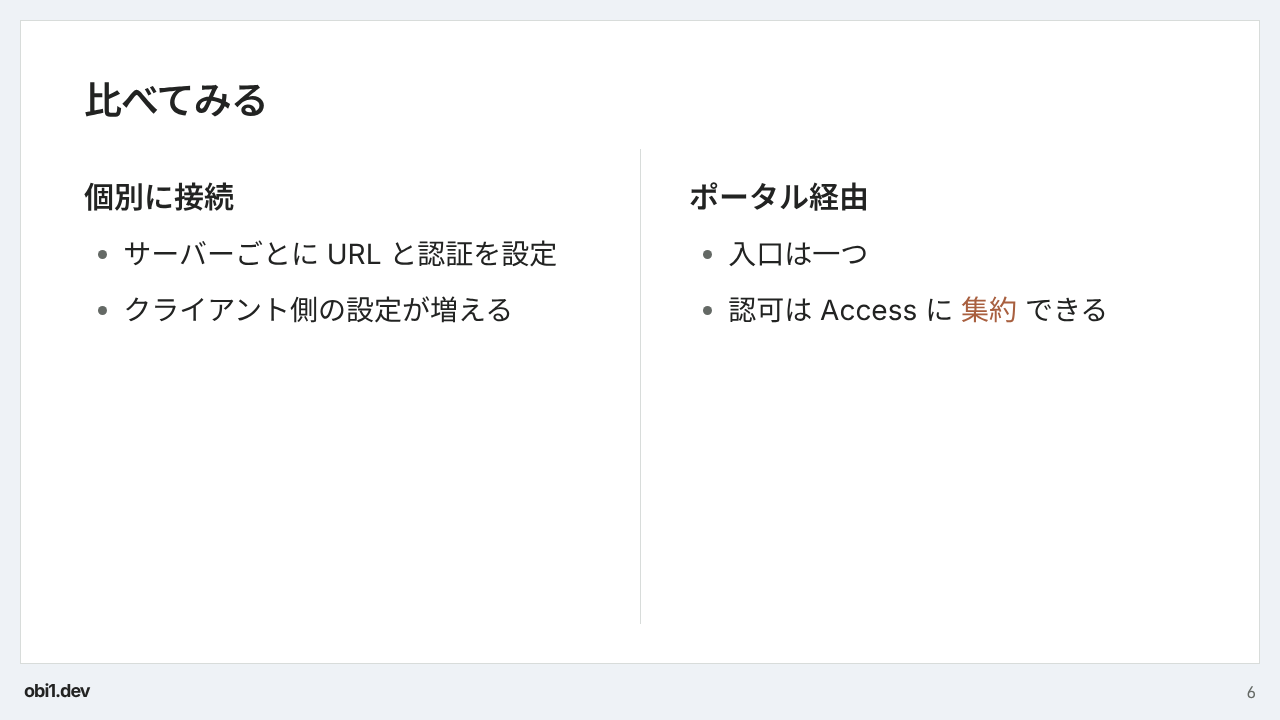 比べてみる
個別に接続
サーバーごとに URL と認証を設定
クライアント側の設定が増える
ポータル経由
入口は一つ
認可は Access に 集約 できる
obi1.dev
6